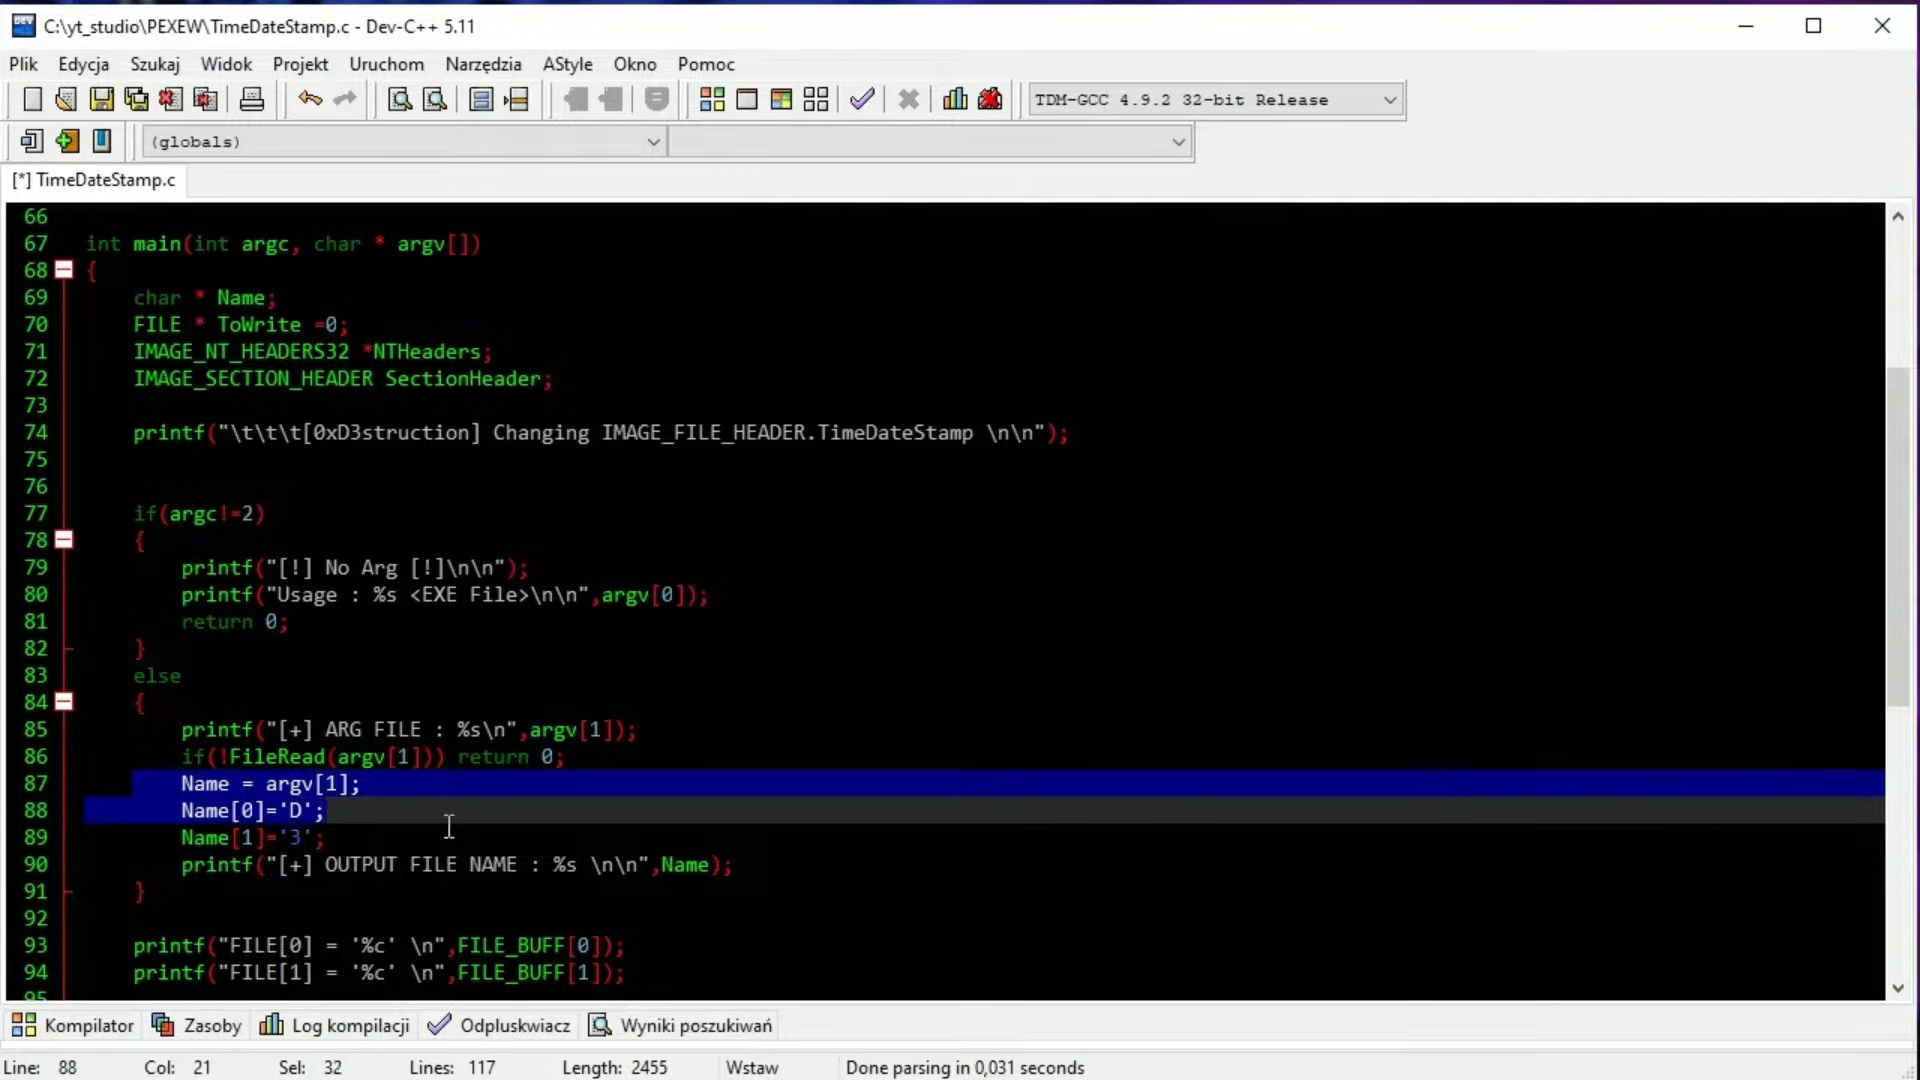 C:\yt_studio\PEXEW\TimeDateStamp.c - Dev-C++ 5.11
Plik Edycja Szukaj Widok Projekt Uruchom Narzędzia AStyle Okno Pomoc
TDM-GCC 4.9.2 32-bit Release
(globals)
[*] TimeDateStamp.c
66
67 int main(int argc, char * argv[])
68 {
69 char * Name;
70 FILE * ToWrite =0;
71 IMAGE_NT_HEADERS32 *NTHeaders;
72 IMAGE_SECTION_HEADER SectionHeader;
73
74 printf("\t\t\t[0xD3struction] Changing IMAGE_FILE_HEADER.TimeDateStamp \n\n");
75
76
77 if(argc!=2)
78 {
79 printf("[!] No Arg [!]\n\n");
80 printf("Usage : %s <EXE File>\n\n",argv[0]);
81 return 0;
82 }
83 else
84 {
85 printf("[+] ARG FILE : %s\n",argv[1]);
86 if(!FileRead(argv[1])) return 0;
87 Name = argv[1];
88 Name[0]='D';
89 Name[1]='3';
90 printf("[+] OUTPUT FILE NAME : %s \n\n",Name);
91 }
92
93 printf("FILE[0] = '%c' \n",FILE_BUFF[0]);
94 printf("FILE[1] = '%c' \n",FILE_BUFF[1]);
95
Kompilator Zasoby Log kompilacji Odpluskwiacz Wyniki poszukiwań
Line: 88 Col: 21 Sel: 32 Lines: 117 Length: 2455 Wstaw Done parsing in 0,031 seconds